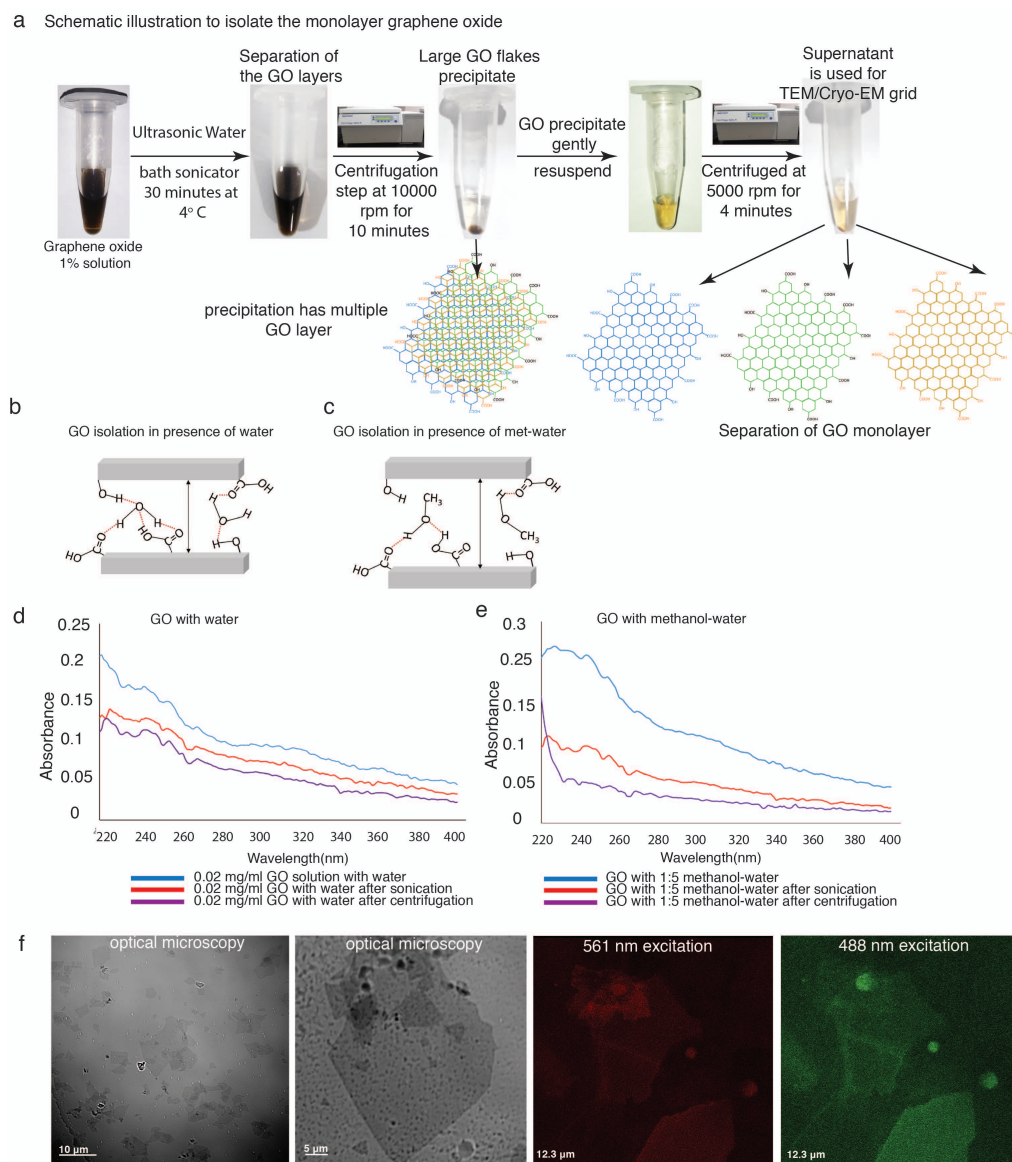 a Schematic illustration to isolate the monolayer graphene oxide
Separation of
the GO layers
Large GO flakes
precipitate
Supernatant
is used for
TEM/Cryo-EM grid
Ultrasonic Water
bath sonicator
30 minutes at
4° C
Centrifugation
step at 10000
rpm for
10 minutes
GO precipitate
gently
resuspend
Centrifuged at
5000 rpm for
4 minutes
Graphene oxide
1% solution
precipitation has multiple
GO layer
Separation of GO monolayer
b
GO isolation in presence of water
c
GO isolation in presence of met-water
CH₃
CH₃
d
GO with water
Absorbance
0.25
0.2
0.15
0.1
0.05
0
220 240 260 280 300 320 340 360 380 400
Wavelength(nm)
0.02 mg/ml GO solution with water
0.02 mg/ml GO with water after sonication
0.02 mg/ml GO with water after centrifugation
e
GO with methanol-water
Absorbance
0.3
0.25
0.15
0.1
0.05
0
220 240 260 280 300 320 340 360 380 400
Wavelength(nm)
GO with 1:5 methanol-water
GO with 1:5 methanol-water after sonication
GO with 1:5 methanol-water after centrifugation
f
optical microscopy
10 µm
optical microscopy
5 µm
561 nm excitation
12.3 µm
488 nm excitation
12.3 µm